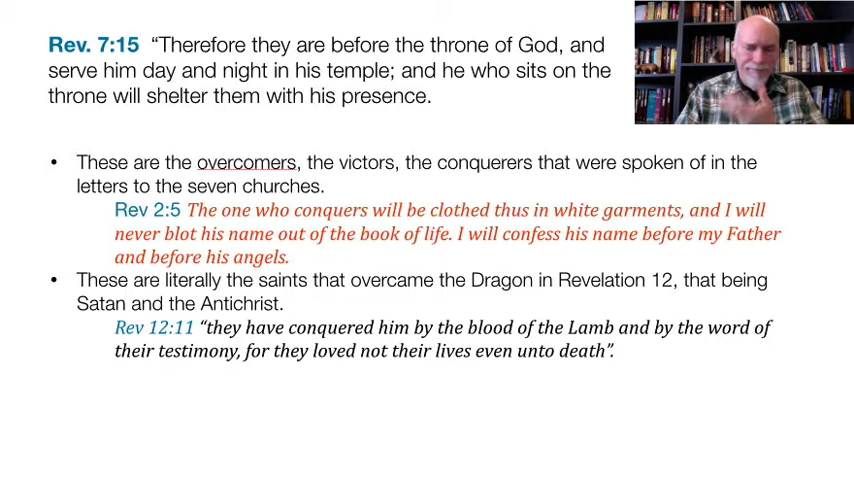 Rev. 7:15 “Therefore they are before the throne of God, and
serve him day and night in his temple; and he who sits on the
throne will shelter them with his presence.
• These are the overcomers, the victors, the conquerers that were spoken of in the
letters to the seven churches.
Rev 2:5 The one who conquers will be clothed thus in white garments, and I will
never blot his name out of the book of life. I will confess his name before my Father
and before his angels.
• These are literally the saints that overcame the Dragon in Revelation 12, that being
Satan and the Antichrist.
Rev 12:11 “they have conquered him by the blood of the Lamb and by the word of
their testimony, for they loved not their lives even unto death”.